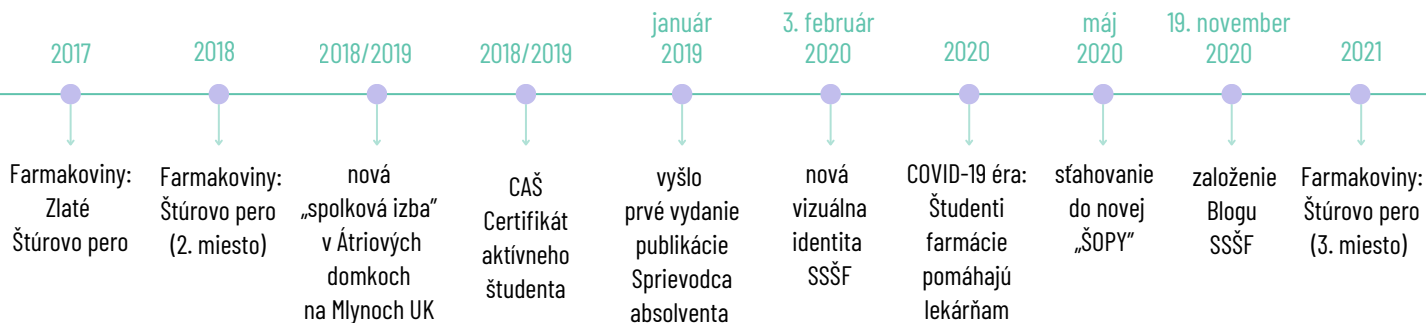 2017
Farmakoviny:
Zlaté
Štúrovo pero
2018
Farmakoviny:
Štúrovo pero
(2. miesto)
2018/2019
nová
„spolková izba”
v Átriových
domkoch
na Mlynoch UK
2018/2019
CAŠ
Certifikát
aktívneho
študenta
január
2019
vyšlo
prvé vydanie
publikácie
Sprievodca
absolventa
3. február
2020
nová
vizuálna
identita
SSŠF
2020
COVID-19 éra:
Študenti
farmácie
pomáhajú
lekárňam
máj
2020
sťahovanie
do novej
„ŠOPY”
19. november
2020
založenie
Blogu
SSŠF
2021
Farmakoviny:
Štúrovo pero
(3. miesto)